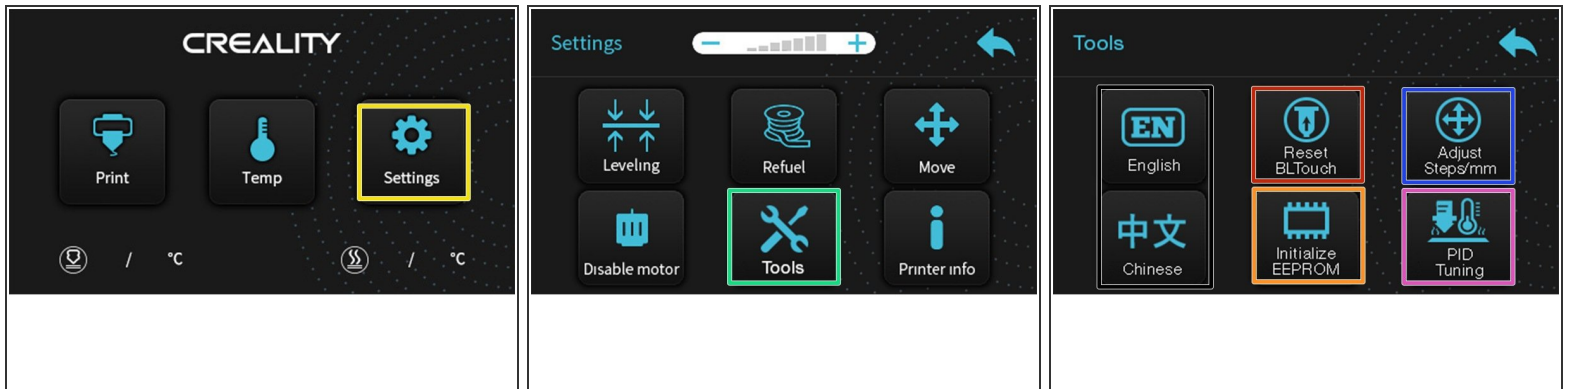 CREALITY
Print
Temp
Settings
/
°C
/
°C
Settings
Leveling
Refuel
Move
Disable motor
Tools
Printer info
Tools
EN
English
Reset
BLTouch
Adjust
Steps/mm
中文
Chinese
Initialize
EEPROM
PID
Tuning